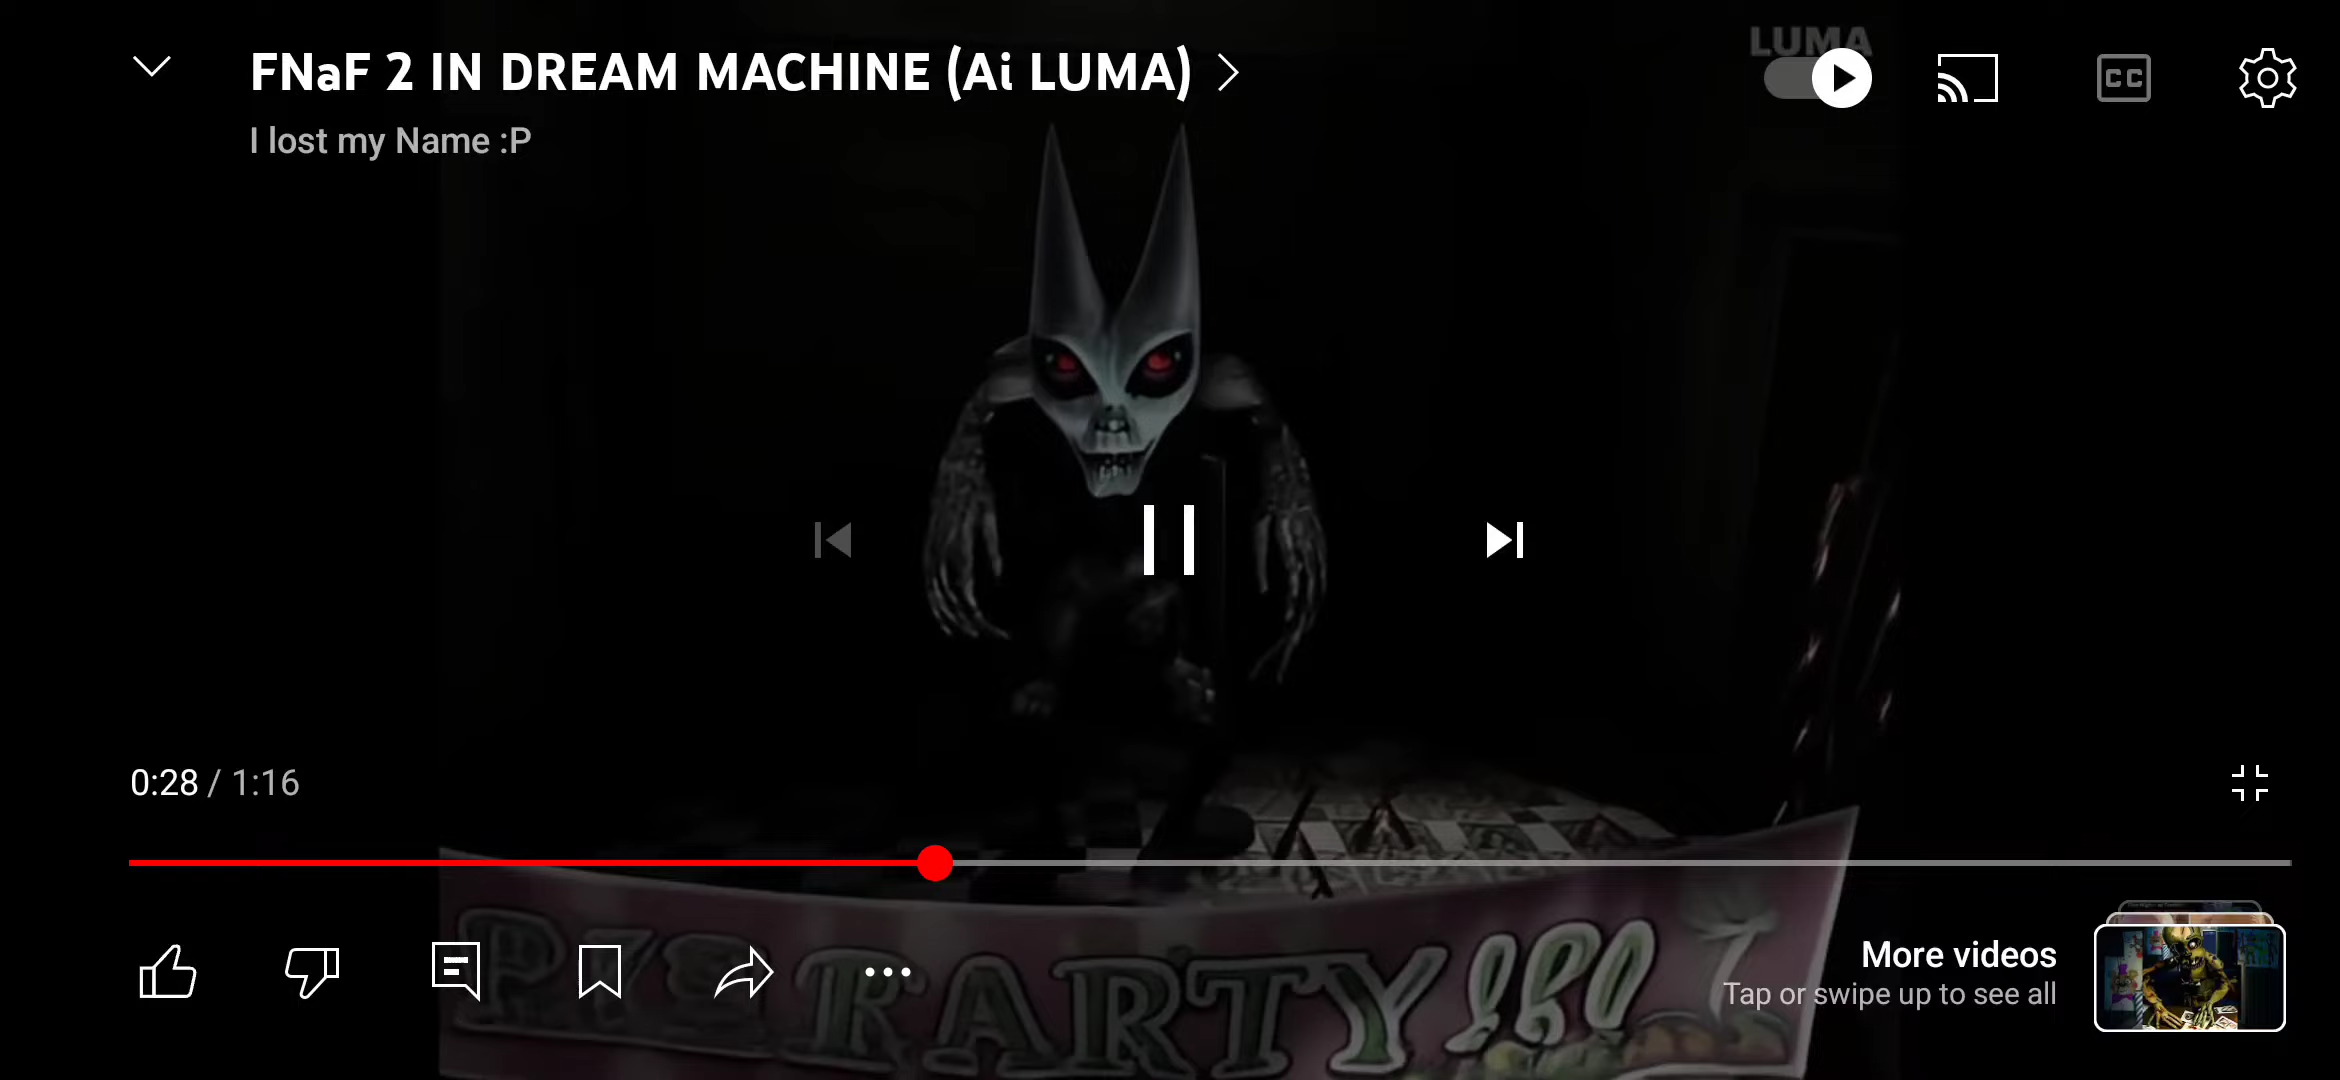 FNaF 2 IN DREAM MACHINE (Ai LUMA)
I lost my Name :P
LUMA
CC
0:28 / 1:16
More videos
Tap or swipe up to see all
PARTY